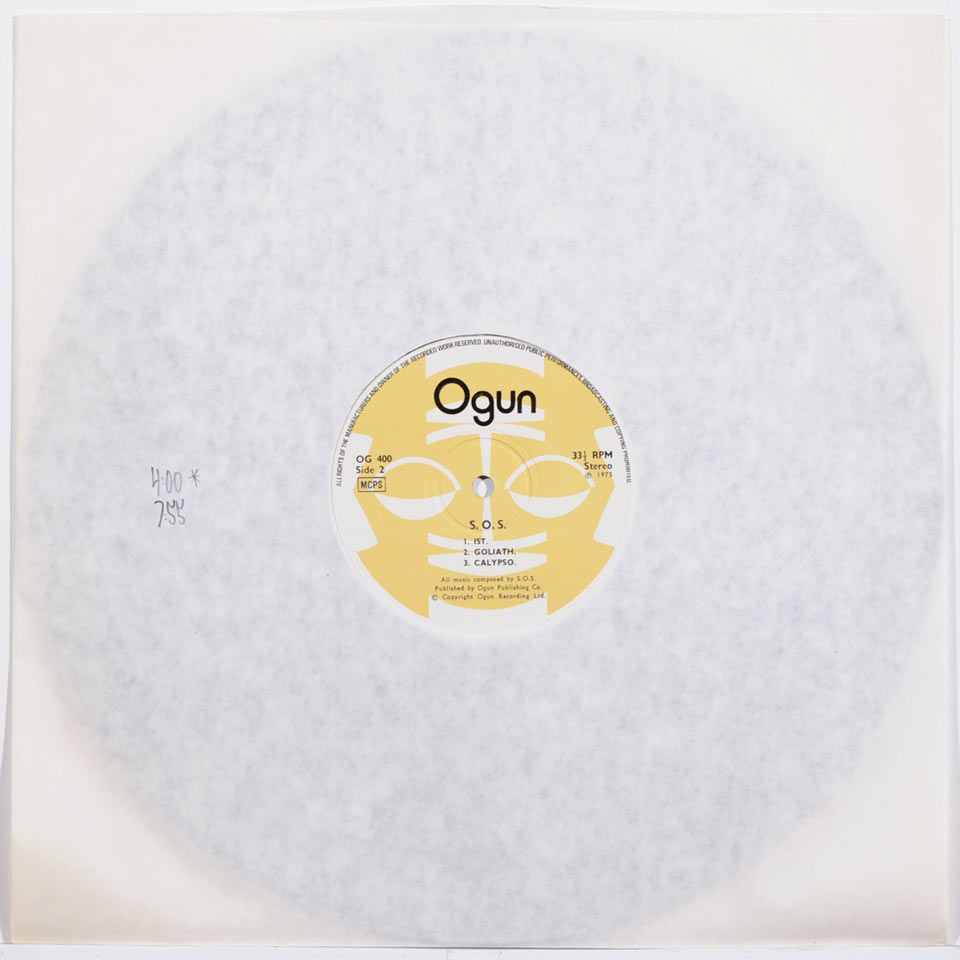 ALL RIGHTS OF THE MANUFACTURERS AND OWNER OF THE RECORDED WORK RESERVED. UNAUTHORISED PUBLIC PERFORMANCES, BROADCASTING AND COPYING PROHIBITED.
Ogun
OG 400
Side 2
MCPS
33⅓ RPM
Stereo
℗ 1975
4:00 *
7.55
S.O.S.
1. IST.
2. GOLIATH.
3. CALYPSO.
All music composed by S.O.S.
Published by Ogun Publishing Co.
© Copyright Ogun Recording Ltd.